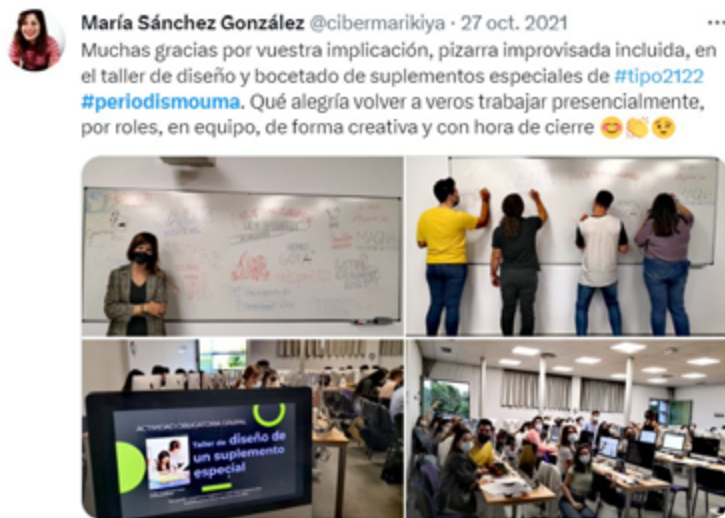 María Sánchez González @cibermarikiya · 27 oct. 2021
Muchas gracias por vuestra implicación, pizarra improvisada incluida, en
el taller de diseño y bocetado de suplementos especiales de #tipo2122
#periodismouma. Qué alegría volver a veros trabajar presencialmente,
por roles, en equipo, de forma creativa y con hora de cierre 😊👏😉
ACTIVIDAD OBLIGATORIA GRUPAL
Taller de diseño de
un suplemento
especial